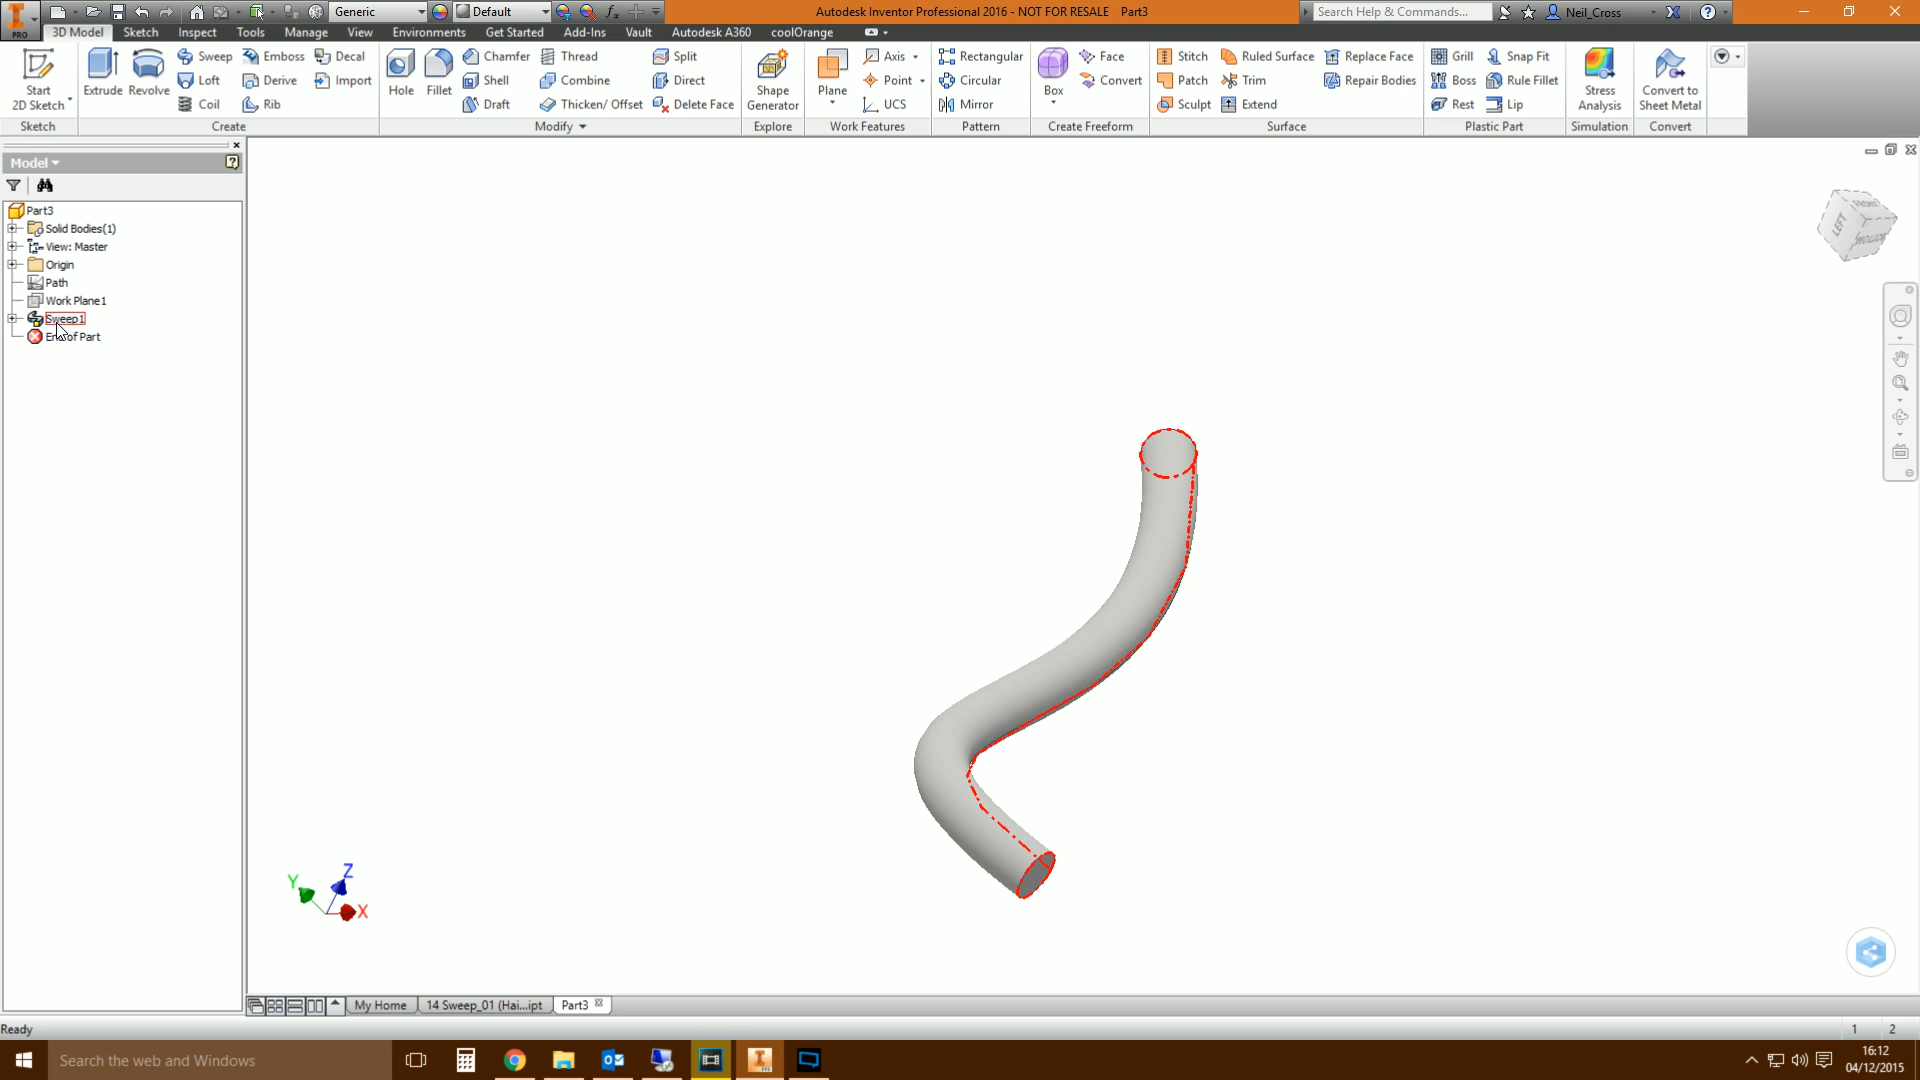 Generic
Default
Autodesk Inventor Professional 2016 - NOT FOR RESALE Part3
Search Help & Commands...
Neil_Cross
PRO
3D Model Sketch Inspect Tools Manage View Environments Get Started Add-Ins Vault Autodesk A360 coolOrange
Start
2D Sketch
Sketch
Extrude
Revolve
Sweep
Loft
Coil
Emboss
Derive
Rib
Decal
Import
Create
Hole
Fillet
Chamfer
Shell
Draft
Thread
Combine
Thicken/ Offset
Split
Direct
Delete Face
Modify
Shape
Generator
Explore
Plane
Axis
Point
UCS
Work Features
Rectangular
Circular
Mirror
Pattern
Box
Face
Convert
Create Freeform
Stitch
Patch
Sculpt
Ruled Surface
Trim
Extend
Replace Face
Repair Bodies
Surface
Grill
Boss
Rest
Snap Fit
Rule Fillet
Lip
Plastic Part
Stress
Analysis
Simulation
Convert to
Sheet Metal
Convert
Model
Part3
Solid Bodies(1)
View: Master
Origin
Path
Work Plane1
Sweep1
End of Part
LEFT
FRONT
BOTTOM
Z
Y
X
My Home
14 Sweep_01 (Hai...ipt
Part3
Ready
1 2
Search the web and Windows
16:12
04/12/2015